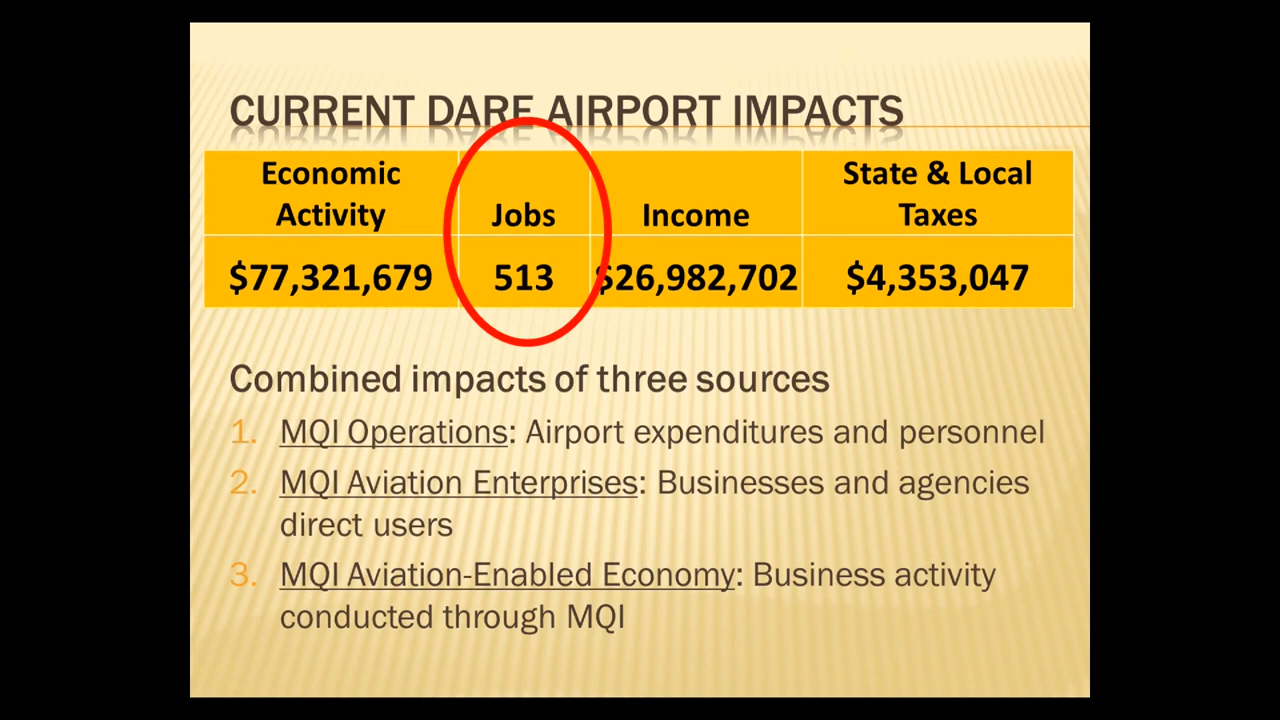 CURRENT DARE AIRPORT IMPACTS
Economic Activity
Jobs
Income
State & Local Taxes
$77,321,679
513
$26,982,702
$4,353,047
Combined impacts of three sources
1. MQI Operations: Airport expenditures and personnel
2. MQI Aviation Enterprises: Businesses and agencies
direct users
3. MQI Aviation-Enabled Economy: Business activity
conducted through MQI